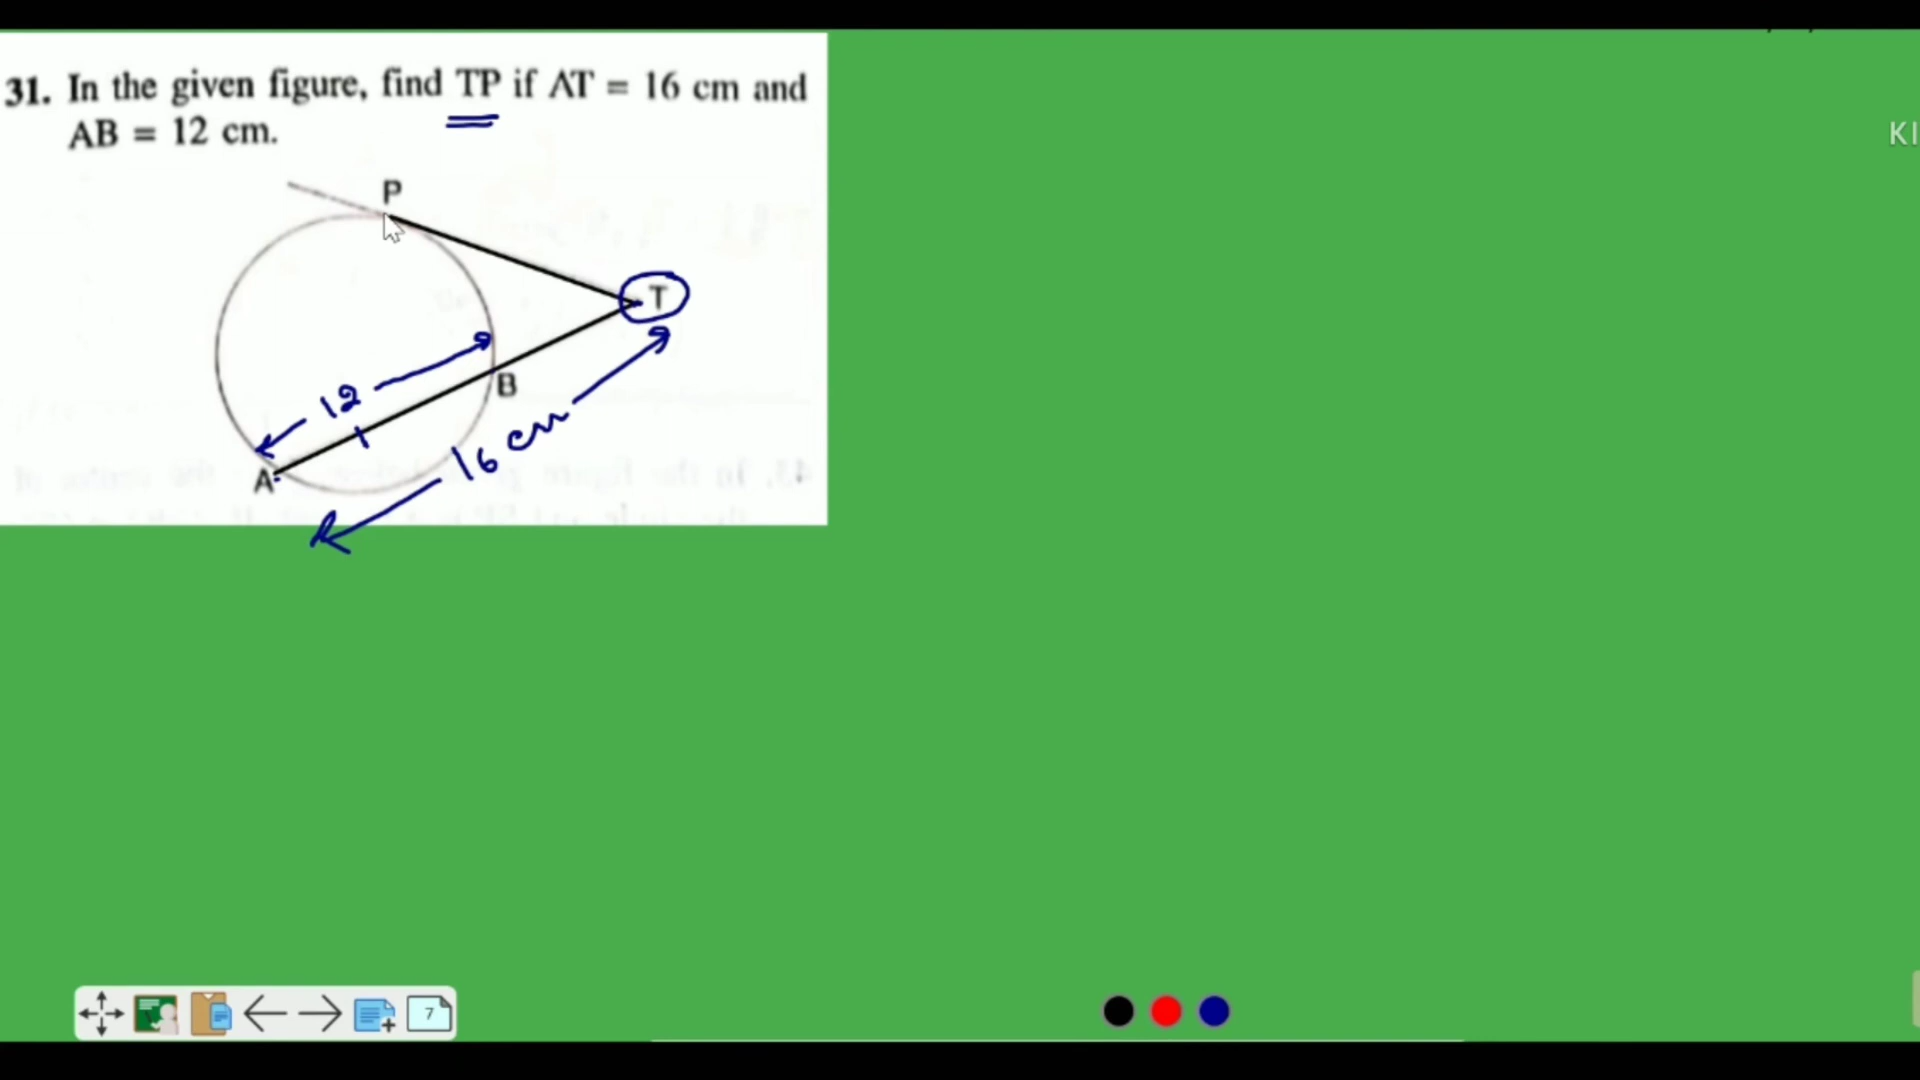 31. In the given figure, find TP if AT = 16 cm and
AB = 12 cm.
KI
P
T
12
B
16 cm
A
7